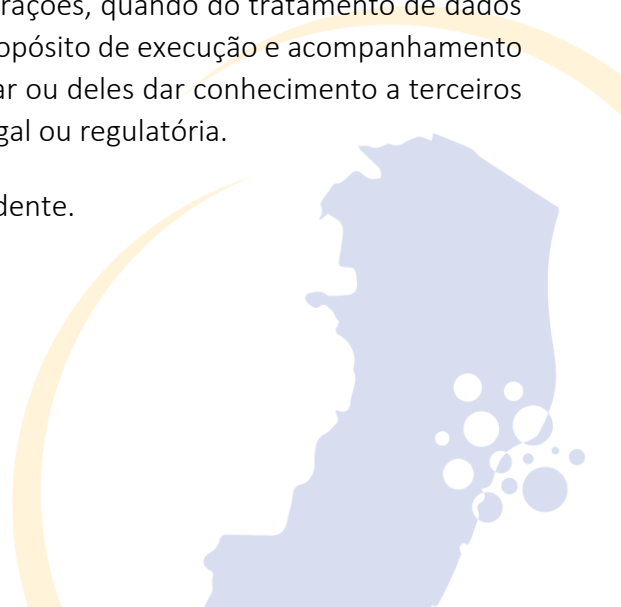 rações, quando do tratamento de dados
opósito de execução e acompanhamento
ar ou deles dar conhecimento a terceiros
gal ou regulatória.
dente.